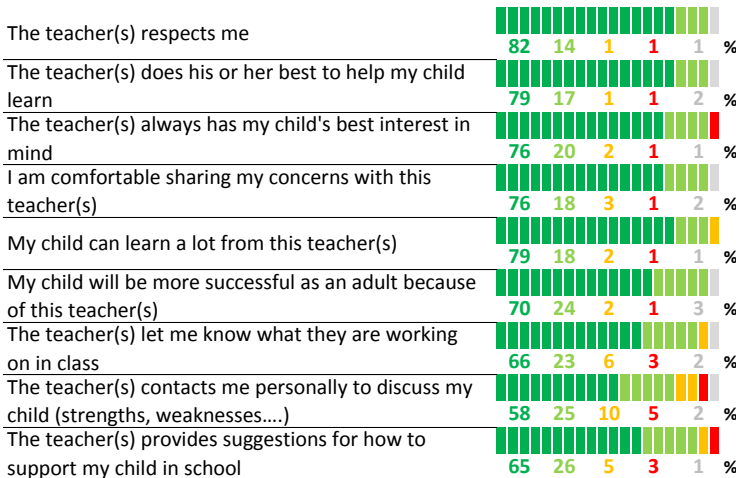 The teacher(s) respects me
82 14 1 1 1 %
The teacher(s) does his or her best to help my child
learn
79 17 1 1 2 %
The teacher(s) always has my child's best interest in
mind
76 20 2 1 1 %
I am comfortable sharing my concerns with this
teacher(s)
76 18 3 1 2 %
My child can learn a lot from this teacher(s)
79 18 2 1 1 %
My child will be more successful as an adult because
of this teacher(s)
70 24 2 1 3 %
The teacher(s) let me know what they are working
on in class
66 23 6 3 2 %
The teacher(s) contacts me personally to discuss my
child (strengths, weaknesses....)
58 25 10 5 2 %
The teacher(s) provides suggestions for how to
support my child in school
65 26 5 3 1 %